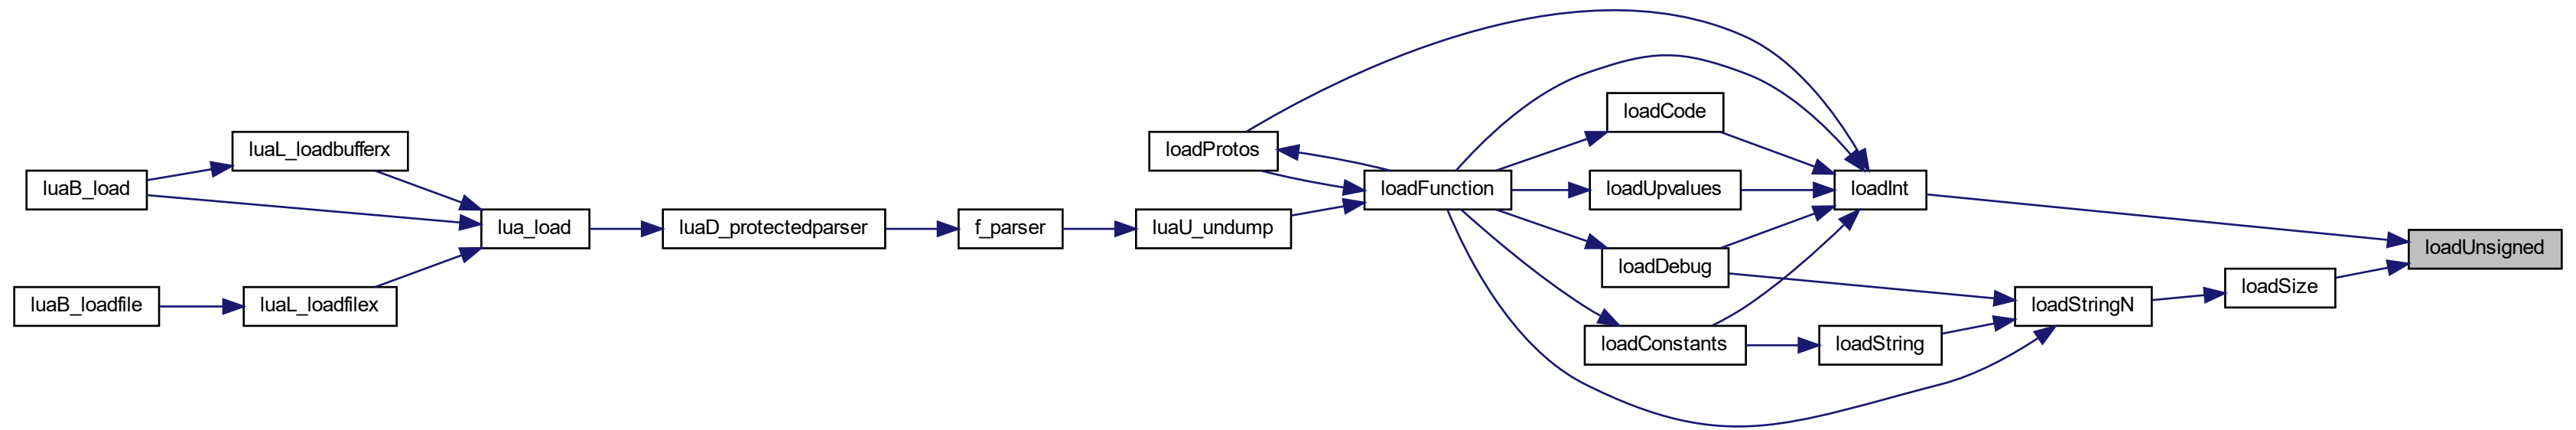 luaB_load
luaL_loadbufferx
luaB_loadfile
luaL_loadfilex
lua_load
luaD_protectedparser
f_parser
luaU_undump
loadProtos
loadFunction
loadCode
loadUpvalues
loadDebug
loadConstants
loadInt
loadString
loadStringN
loadSize
loadUnsigned